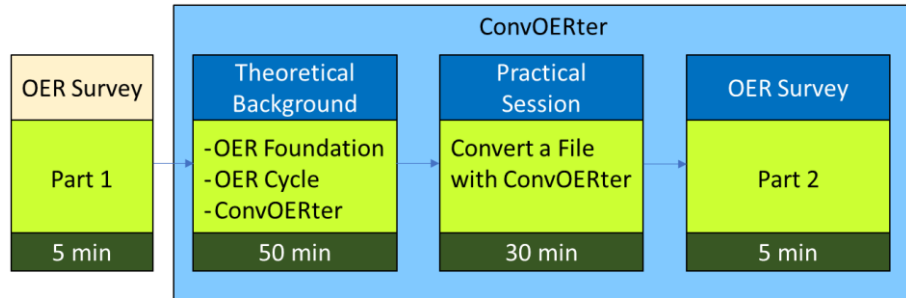 ConvOERter
OER Survey
Part 1
5 min
Theoretical
Background
-OER Foundation
-OER Cycle
-ConvOERter
50 min
Practical
Session
Convert a File
with ConvOERter
30 min
OER Survey
Part 2
5 min